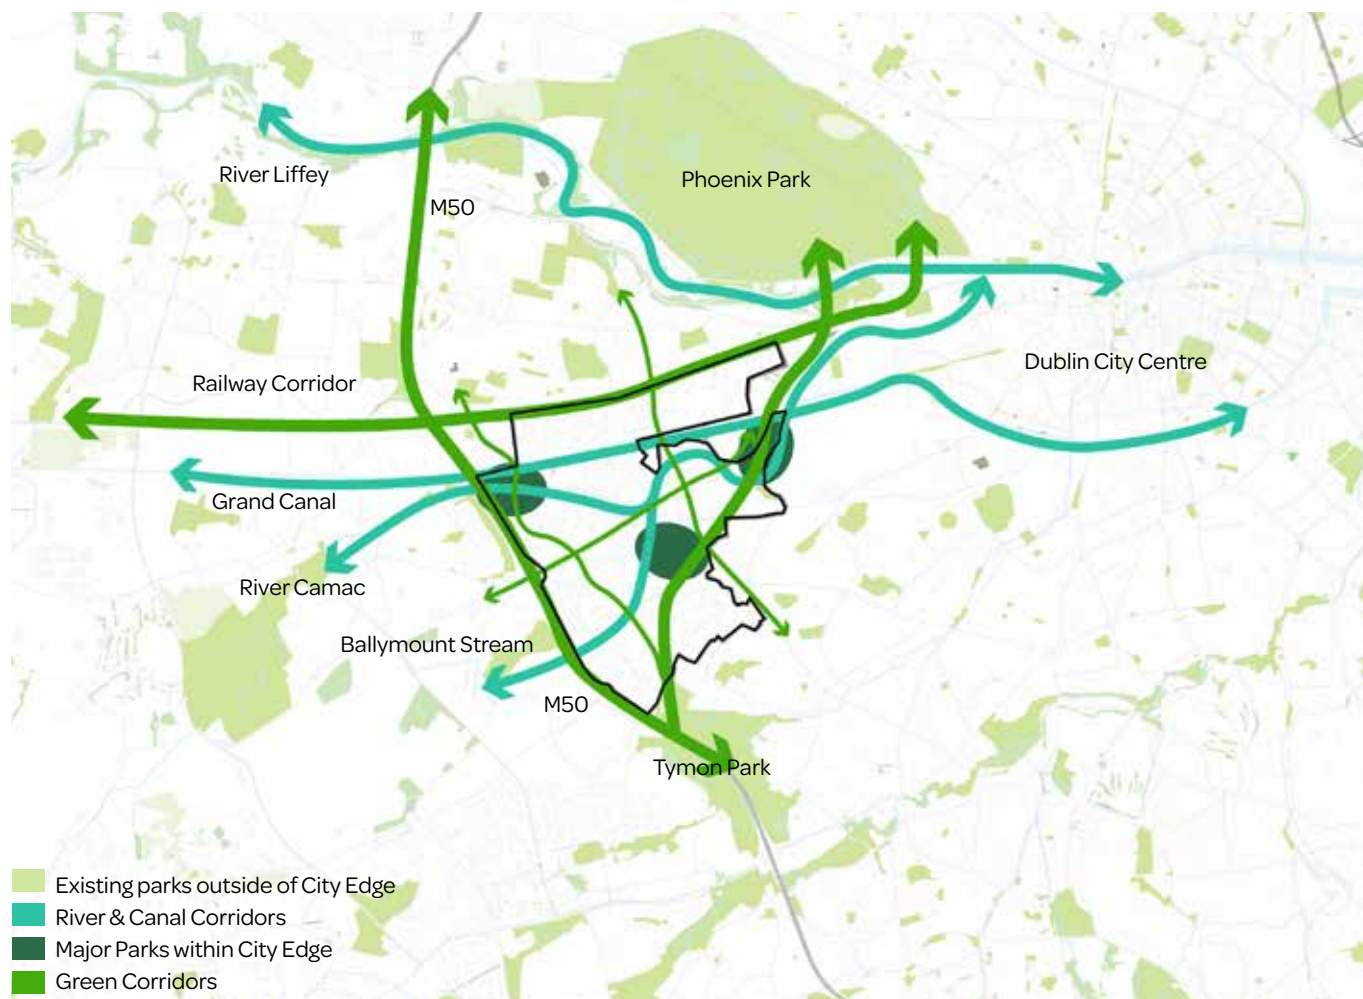 River Liffey
Phoenix Park
M50
Dublin City Centre
Railway Corridor
Grand Canal
River Camac
Ballymount Stream
M50
Tymon Park
Existing parks outside of City Edge
River & Canal Corridors
Major Parks within City Edge
Green Corridors